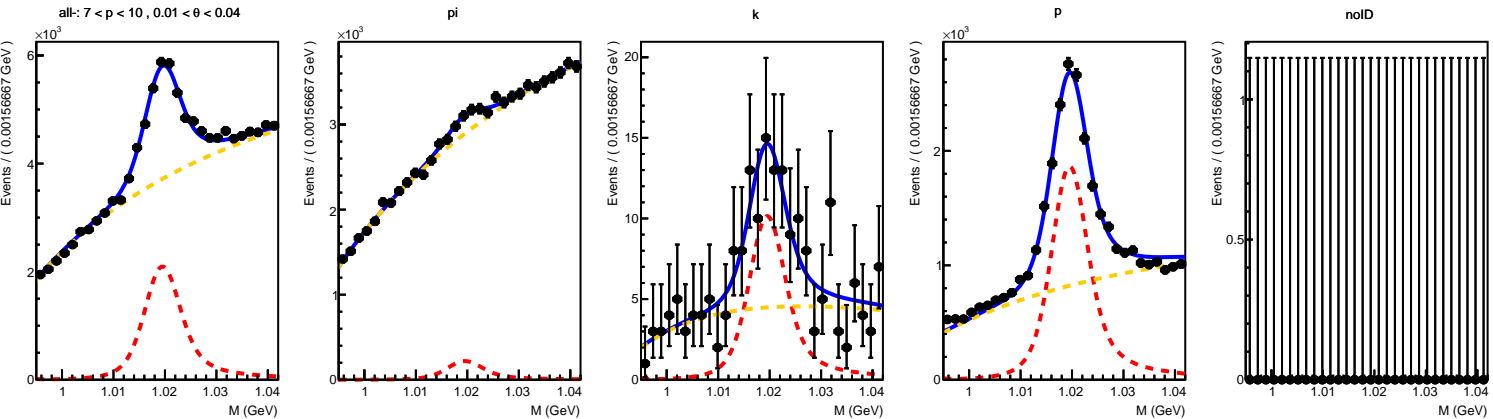 all-: 7 < p < 10 , 0.01 < θ < 0.04
×10³
Events / ( 0.00156667 GeV )
6
4
2
0
1 1.01 1.02 1.03 1.04
M (GeV)
pi
×10³
Events / ( 0.00156667 GeV )
3
2
1
0
1 1.01 1.02 1.03 1.04
M (GeV)
k
Events / ( 0.00156667 GeV )
20
15
10
5
0
1 1.01 1.02 1.03 1.04
M (GeV)
p
×10³
Events / ( 0.00156667 GeV )
2
1
0
1 1.01 1.02 1.03 1.04
M (GeV)
noID
Events / ( 0.00156667 GeV )
1
0.5
0
1 1.01 1.02 1.03 1.04
M (GeV)